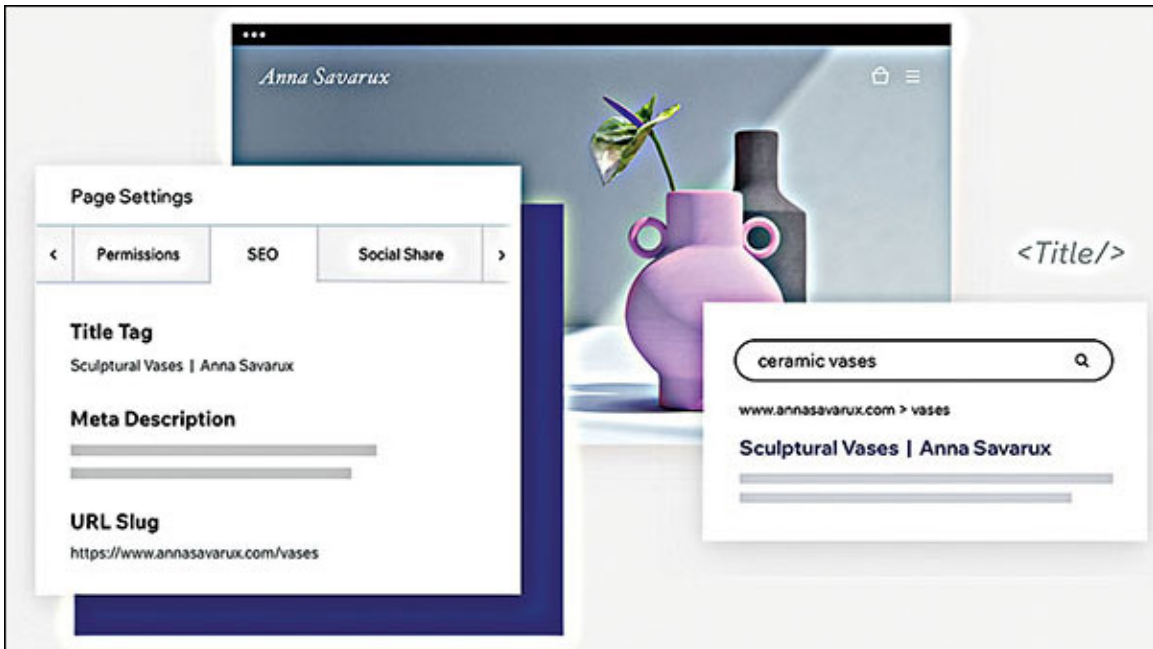 Anna Savarux
Page Settings
Permissions SEO Social Share
Title Tag
Sculptural Vases | Anna Savarux
Meta Description
URL Slug
https://www.annasavarux.com/vases
<Title/>
ceramic vases
www.annasavarux.com > vases
Sculptural Vases | Anna Savarux